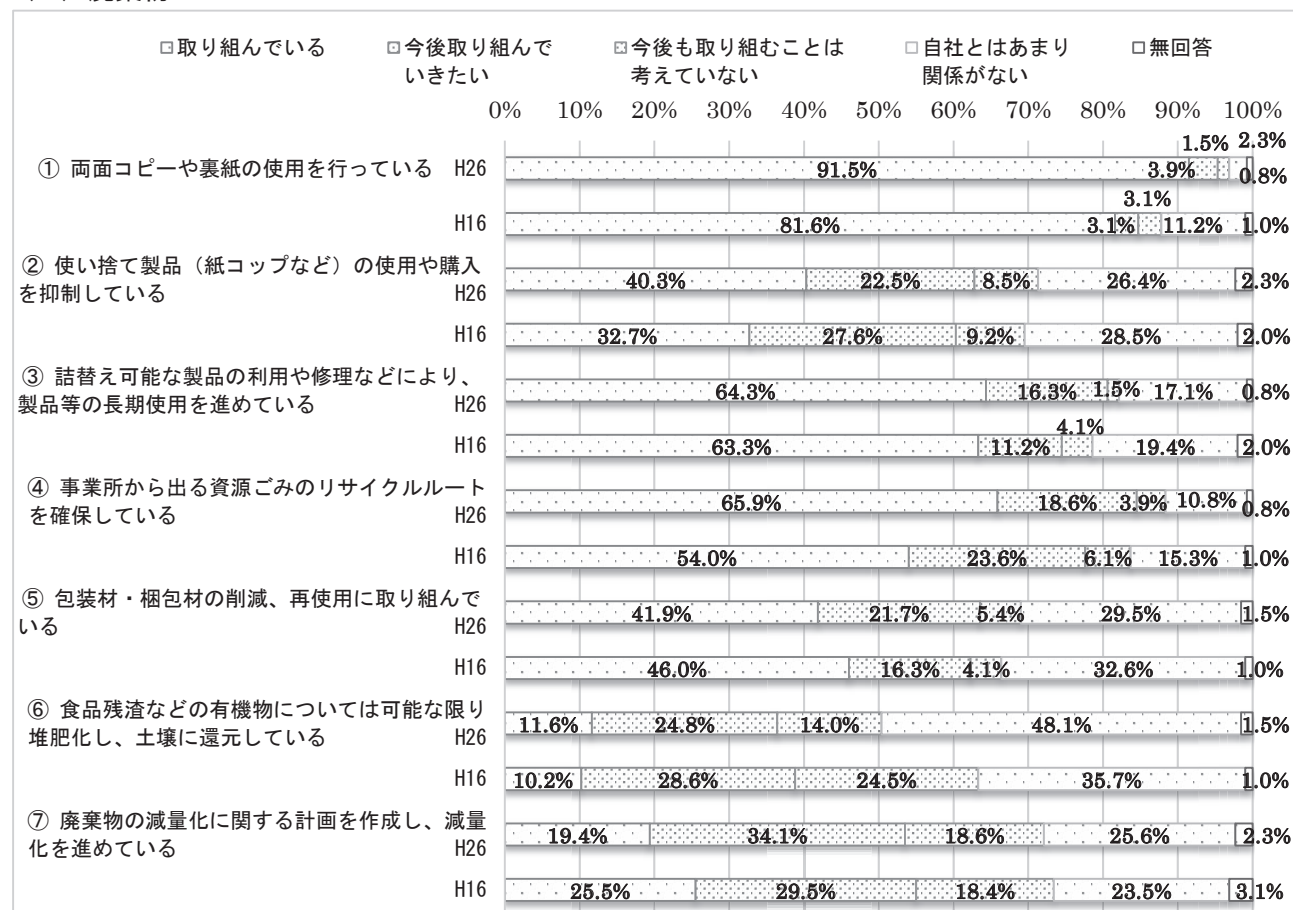 取り組んでいる 今後取り組んで 今後も取り組むことは 自社とはあまり 無回答
いきたい 考えていない 関係がない
0% 10% 20% 30% 40% 50% 60% 70% 80% 90% 100%
1.5% 2.3%
① 両面コピーや裏紙の使用を行っている H26 91.5% 3.9% 0.8%
3.1%
H16 81.6% 3.1% 11.2% 1.0%
② 使い捨て製品（紙コップなど）の使用や購入
を抑制している H26 40.3% 22.5% 8.5% 26.4% 2.3%
H16 32.7% 27.6% 9.2% 28.5% 2.0%
③ 詰替え可能な製品の利用や修理などにより、
製品等の長期使用を進めている H26 64.3% 16.3% 1.5% 17.1% 0.8%
4.1%
H16 63.3% 11.2% 19.4% 2.0%
④ 事業所から出る資源ごみのリサイクルルート
を確保している H26 65.9% 18.6% 3.9% 10.8% 0.8%
H16 54.0% 23.6% 6.1% 15.3% 1.0%
⑤ 包装材・梱包材の削減、再使用に取り組んで
いる H26 41.9% 21.7% 5.4% 29.5% 1.5%
H16 46.0% 16.3% 4.1% 32.6% 1.0%
⑥ 食品残渣などの有機物については可能な限り
堆肥化し、土壌に還元している H26 11.6% 24.8% 14.0% 48.1% 1.5%
H16 10.2% 28.6% 24.5% 35.7% 1.0%
⑦ 廃棄物の減量化に関する計画を作成し、減量
化を進めている H26 19.4% 34.1% 18.6% 25.6% 2.3%
H16 25.5% 29.5% 18.4% 23.5% 3.1%